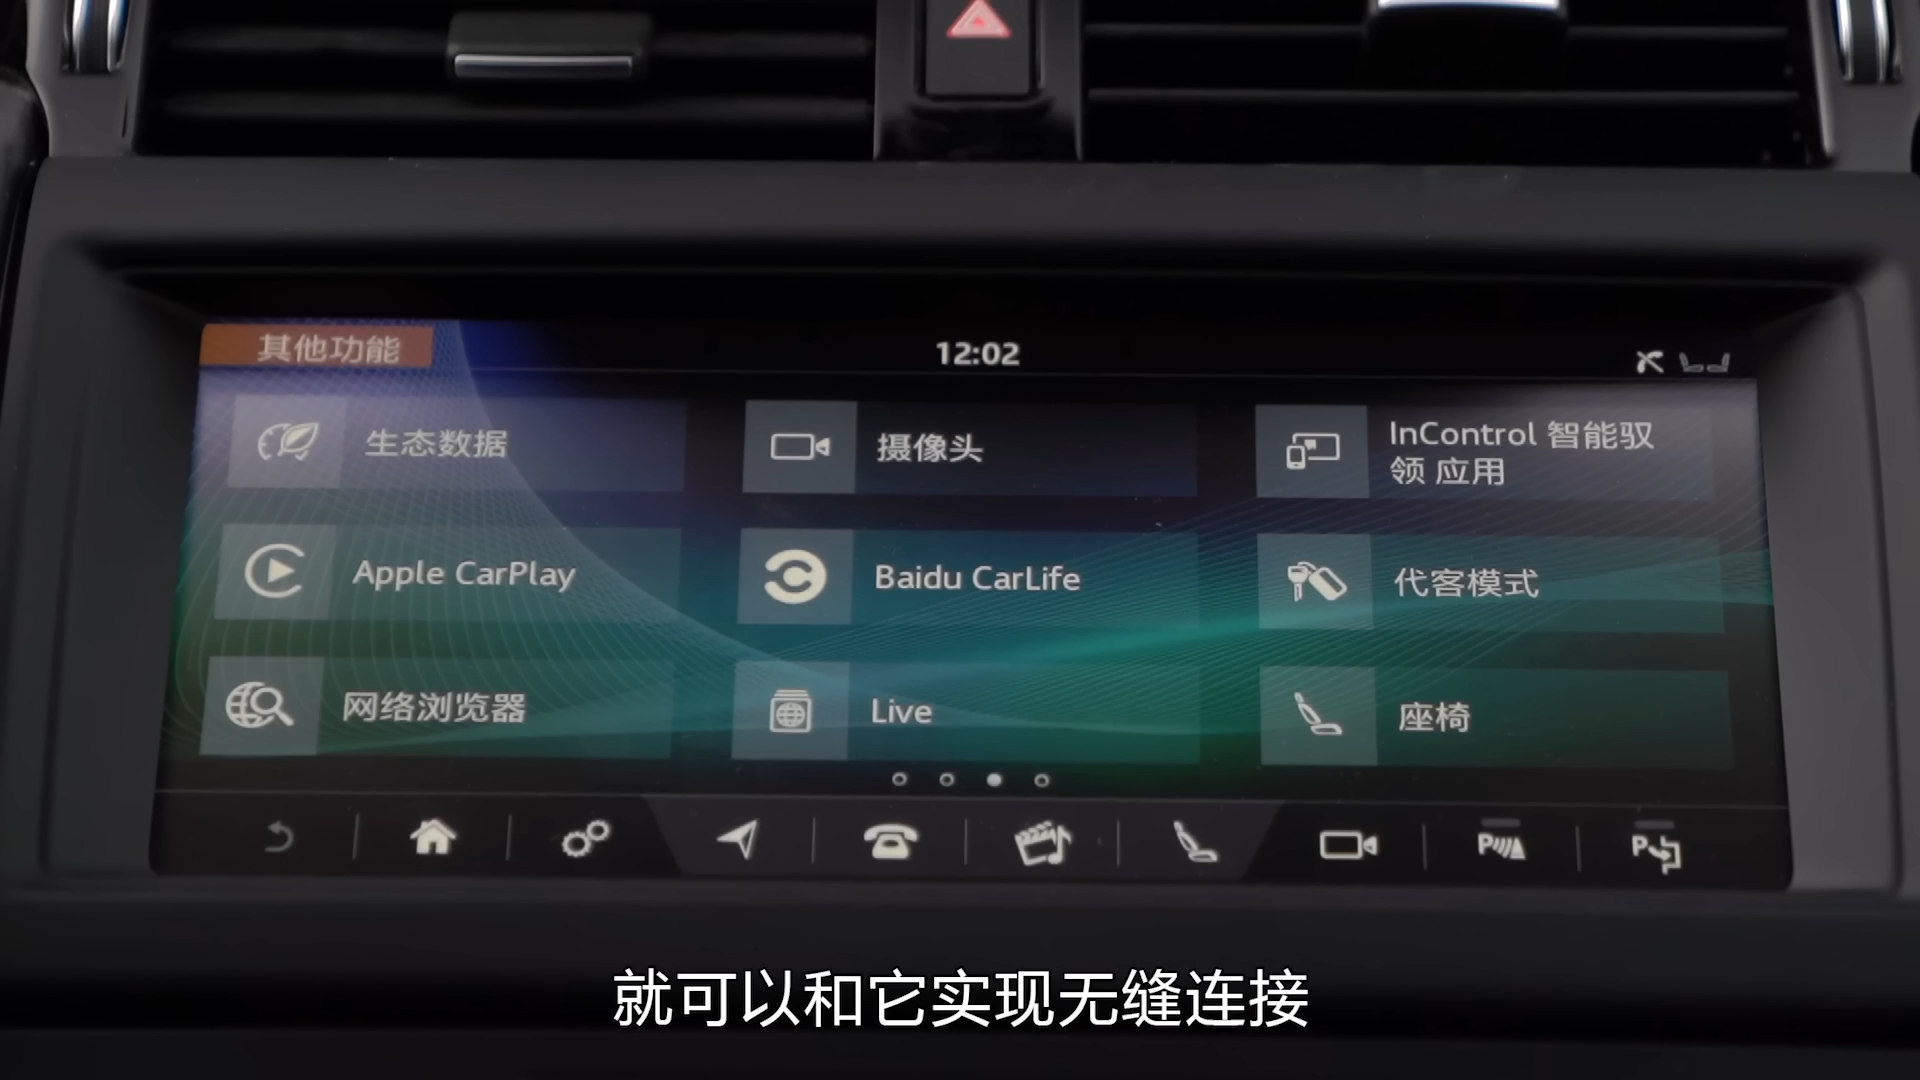 其他功能
12:02
生态数据
摄像头
InControl 智能驭
领 应用
Apple CarPlay
Baidu CarLife
代客模式
网络浏览器
Live
座椅
P
P
就可以和它实现无缝连接